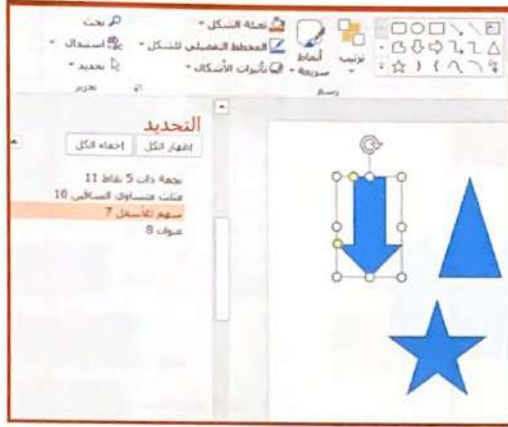 تعبئة الشكل
المخطط التفصيلي للشكل
تأثيرات الأشكال
أنماط سريعة
ترتيب
رسم
بحث
استبدال
تحديد
تحرير
التحديد
إظهار الكل
إخفاء الكل
نجمة ذات 5 نقاط 11
مثلث متساوي الساقين 10
سهم للأسفل 7
عنوان 8